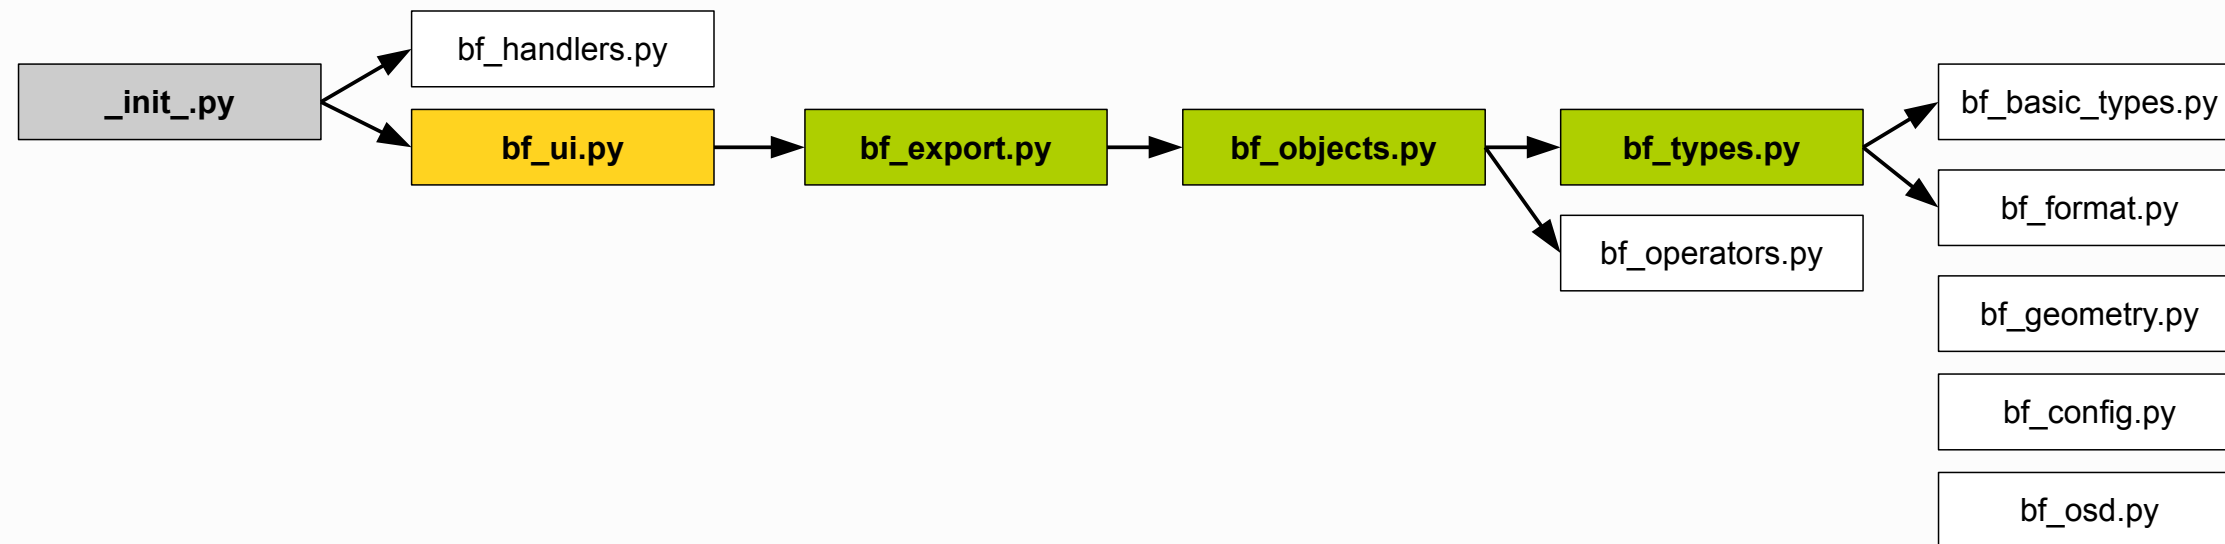 _init_.py
bf_handlers.py
bf_ui.py
bf_export.py
bf_objects.py
bf_types.py
bf_operators.py
bf_basic_types.py
bf_format.py
bf_geometry.py
bf_config.py
bf_osd.py